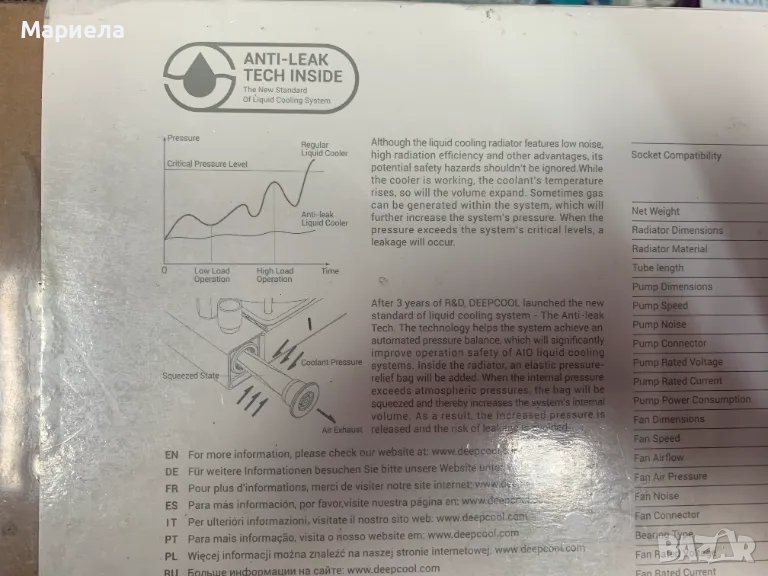 Мариела
ANTI-LEAK
TECH INSIDE
The New Standard
Of Liquid Cooling System
Pressure
Regular
Liquid Cooler
Critical Pressure Level
Anti-leak
Liquid Cooler
0
Low Load
Operation
High Load
Operation
Time
Although the liquid cooling radiator features low noise,
high radiation efficiency and other advantages, its
potential safety hazards shouldn't be ignored.While
the cooler is working, the coolant's temperature
rises, so will the volume expand. Sometimes gas
can be generated within the system, which will
further increase the system's pressure. When the
pressure exceeds the system's critical levels, a
leakage will occur.
Squeezed State
Coolant Pressure
Air Exhaust
After 3 years of R&D, DEEPCOOL launched the new
standard of liquid cooling system - The Anti-leak
Tech. The technology helps the system achieve an
automated pressure balance, which will significantly
improve operation safety of AIO liquid cooling
systems. Inside the radiator, an elastic pressure-
relief bag will be added. When the internal pressure
exceeds atmospheric pressures, the bag will be
squeezed and thereby increases the system's internal
volume. As a result, the increased pressure is
released and the risk of leakage is avoided.
EN For more information, please check our website at: www.deepcool
DE Für weitere Informationen besuchen Sie bitte unsere Website unter
FR Pour plus d'informations, merci de visiter notre site internet: www.de
ES Para más información, por favor,visite nuestra página en: www.deepcool
IT Per ulteriori informazioni, visitate il nostro sito web: www.deepcool.com
PT Para mais informação, visita o nosso website em: www.deepcool.com
PL Więcej informacji można znaleźć na naszej stronie internetowej: www.deepcool.com
RU Больше информации на сайте: www.deepcool.com
Socket Compatibility
Net Weight
Radiator Dimensions
Radiator Material
Tube length
Pump Dimensions
Pump Speed
Pump Noise
Pump Connector
Pump Rated Voltage
Pump Rated Current
Pump Power Consumption
Fan Dimensions
Fan Speed
Fan Airflow
Fan Air Pressure
Fan Noise
Fan Connector
Bearing Type
Fan Rated Voltage
Fan Rated Current
BAZAR